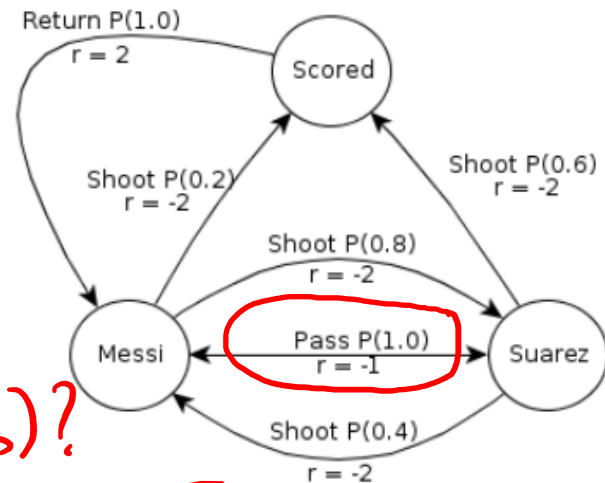 Return P(1.0)
r = 2
Scored
Shoot P(0.2)
r = -2
Shoot P(0.6)
r = -2
Shoot P(0.8)
r = -2
Messi
Pass P(1.0)
r = -1
Suarez
)?
Shoot P(0.4)
r = -2